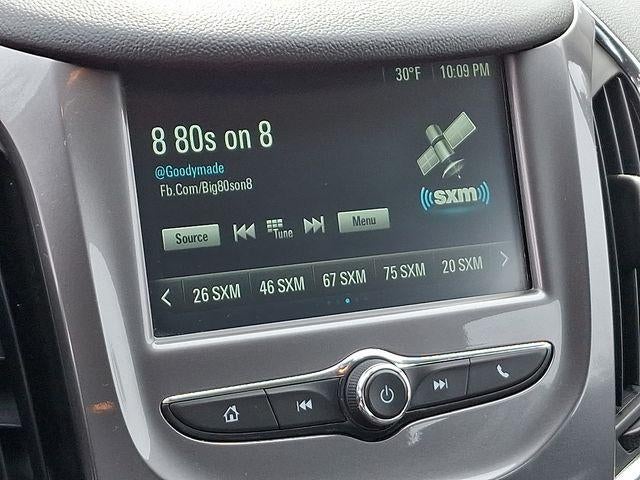 30°F 10:09 PM
8 80s on 8
@Goodymade
Fb.Com/Big80son8
((sxm))
Source Tune Menu
26 SXM 46 SXM 67 SXM 75 SXM 20 SXM